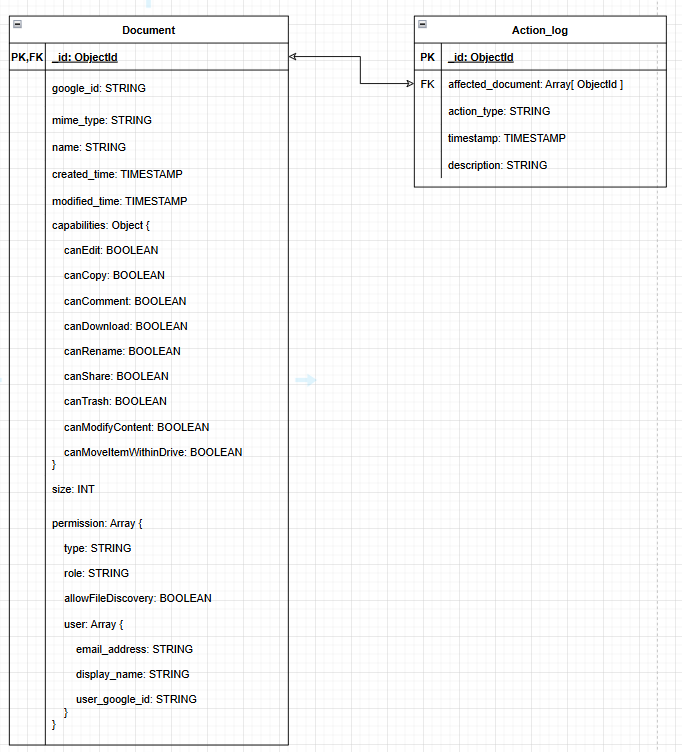 Document
PK,FK _id: ObjectId
google_id: STRING
mime_type: STRING
name: STRING
created_time: TIMESTAMP
modified_time: TIMESTAMP
capabilities: Object {
canEdit: BOOLEAN
canCopy: BOOLEAN
canComment: BOOLEAN
canDownload: BOOLEAN
canRename: BOOLEAN
canShare: BOOLEAN
canTrash: BOOLEAN
canModifyContent: BOOLEAN
canMoveItemWithinDrive: BOOLEAN
}
size: INT
permission: Array {
type: STRING
role: STRING
allowFileDiscovery: BOOLEAN
user: Array {
email_address: STRING
display_name: STRING
user_google_id: STRING
}
}
Action_log
PK _id: ObjectId
FK affected_document: Array[ ObjectId ]
action_type: STRING
timestamp: TIMESTAMP
description: STRING